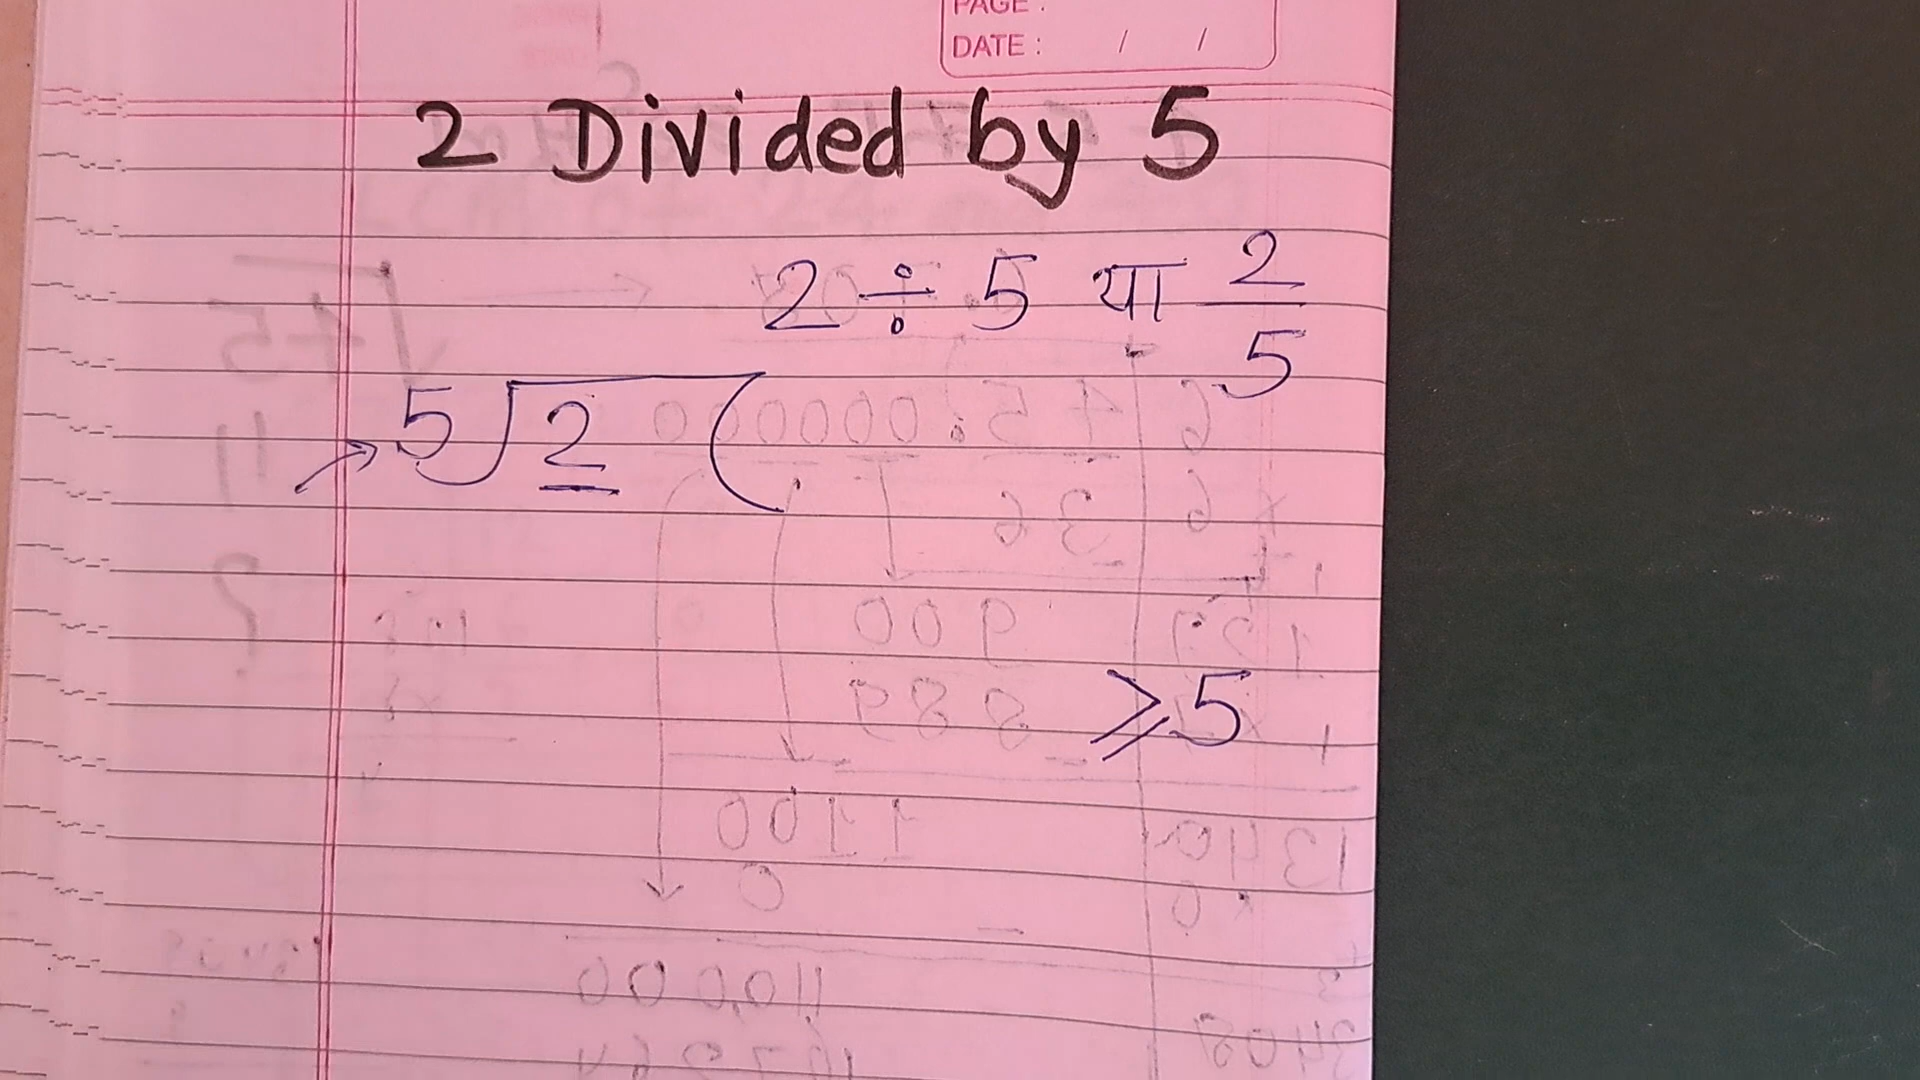 PAGE :
DATE : / /
2 Divided by 5
2 ÷ 5 या 2/5
5 2 (
⩾ 5